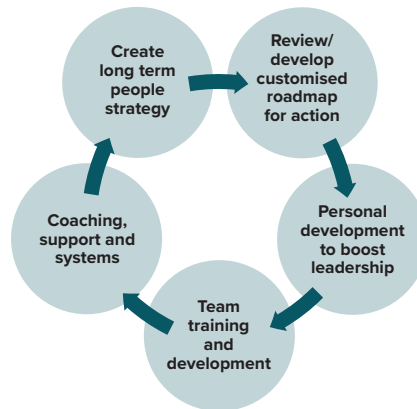 Create
long term
people
strategy
Review/
develop
customised
roadmap
for action
Personal
development
to boost
leadership
Team
training
and
development
Coaching,
support and
systems